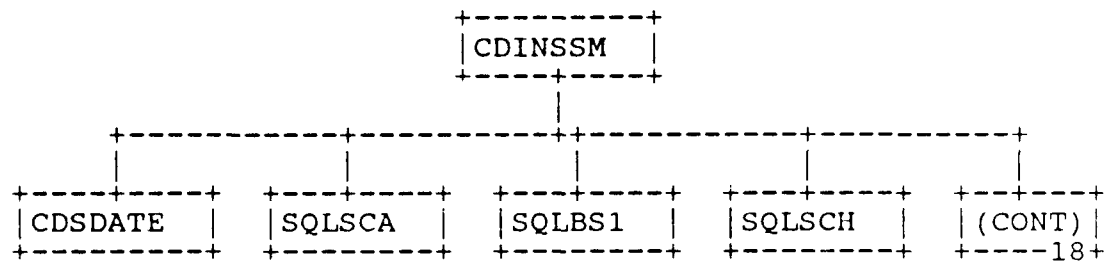 CDINSSM
CDSDATE SQLSCA SQLBS1 SQLSCH (CONT)
18